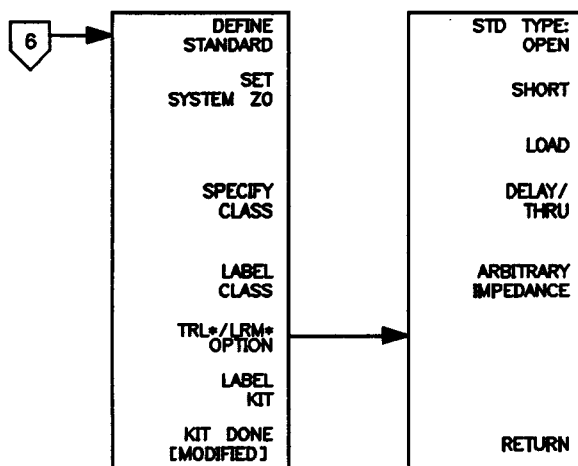 6
DEFINE
STANDARD
SET
SYSTEM ZO
SPECIFY
CLASS
LABEL
CLASS
TRL*/LRM*
OPTION
LABEL
KIT
KIT DONE
[MODIFIED]
STD TYPE:
OPEN
SHORT
LOAD
DELAY/
THRU
ARBITRARY
IMPEDANCE
RETURN